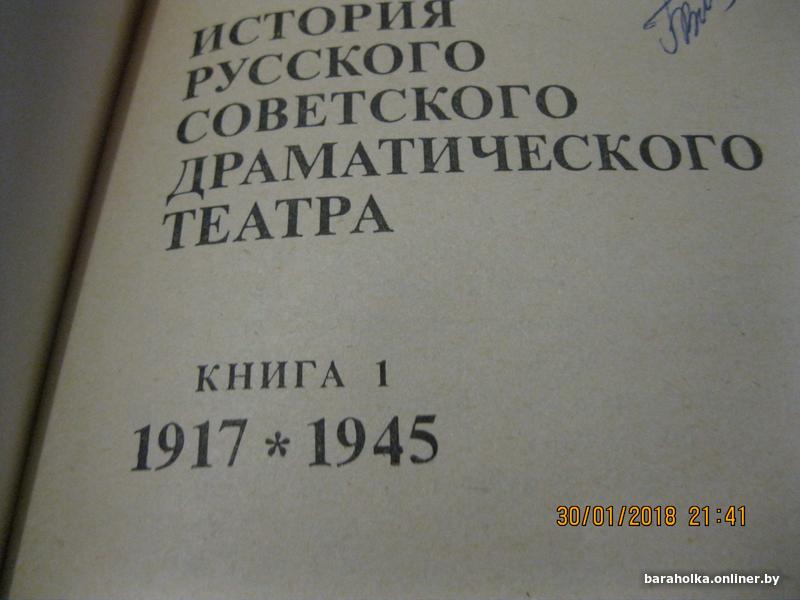 ИСТОРИЯ
РУССКОГО
СОВЕТСКОГО
ДРАМАТИЧЕСКОГО
ТЕАТРА
КНИГА 1
1917 * 1945
30/01/2018 21:41
baraholka.onliner.by